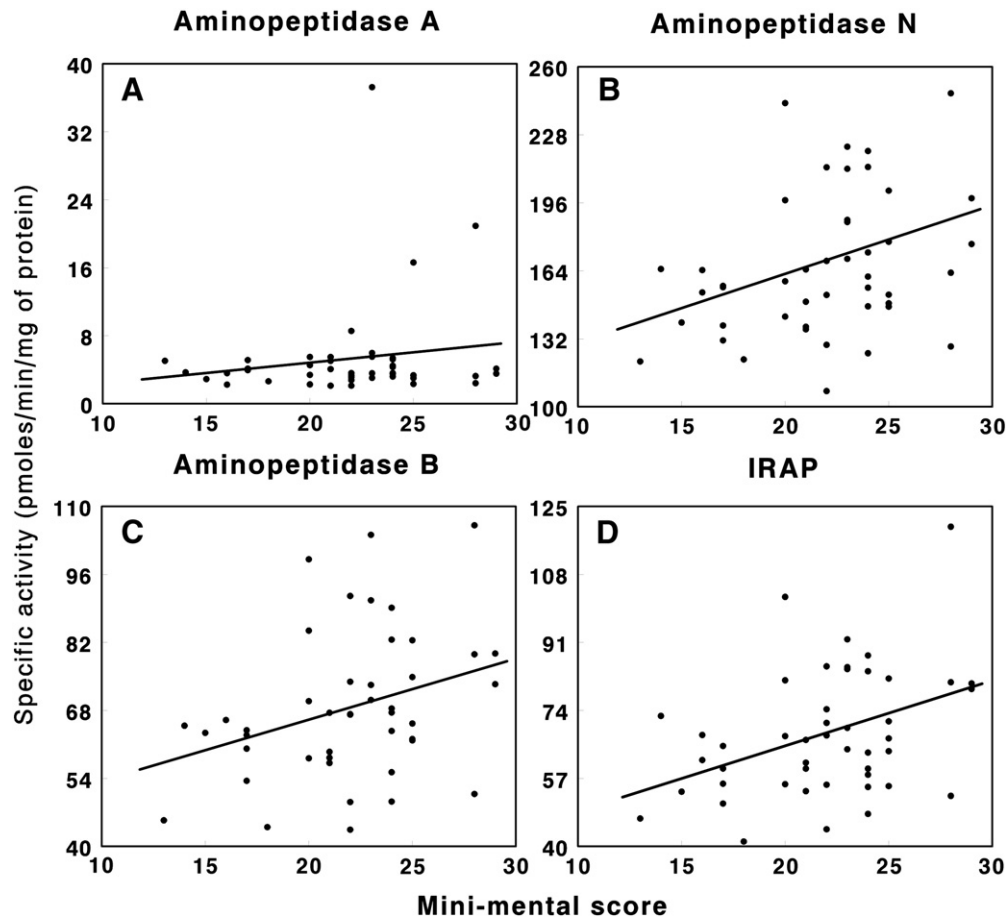 Aminopeptidase A
Aminopeptidase N
Specific activity (pmoles/min/mg of protein)
A
40
32
24
16
8
0
10 15 20 25 30
B
260
228
196
164
132
100
10 15 20 25 30
Aminopeptidase B
IRAP
C
110
96
82
68
54
40
10 15 20 25 30
D
125
108
91
74
57
40
10 15 20 25 30
Mini-mental score